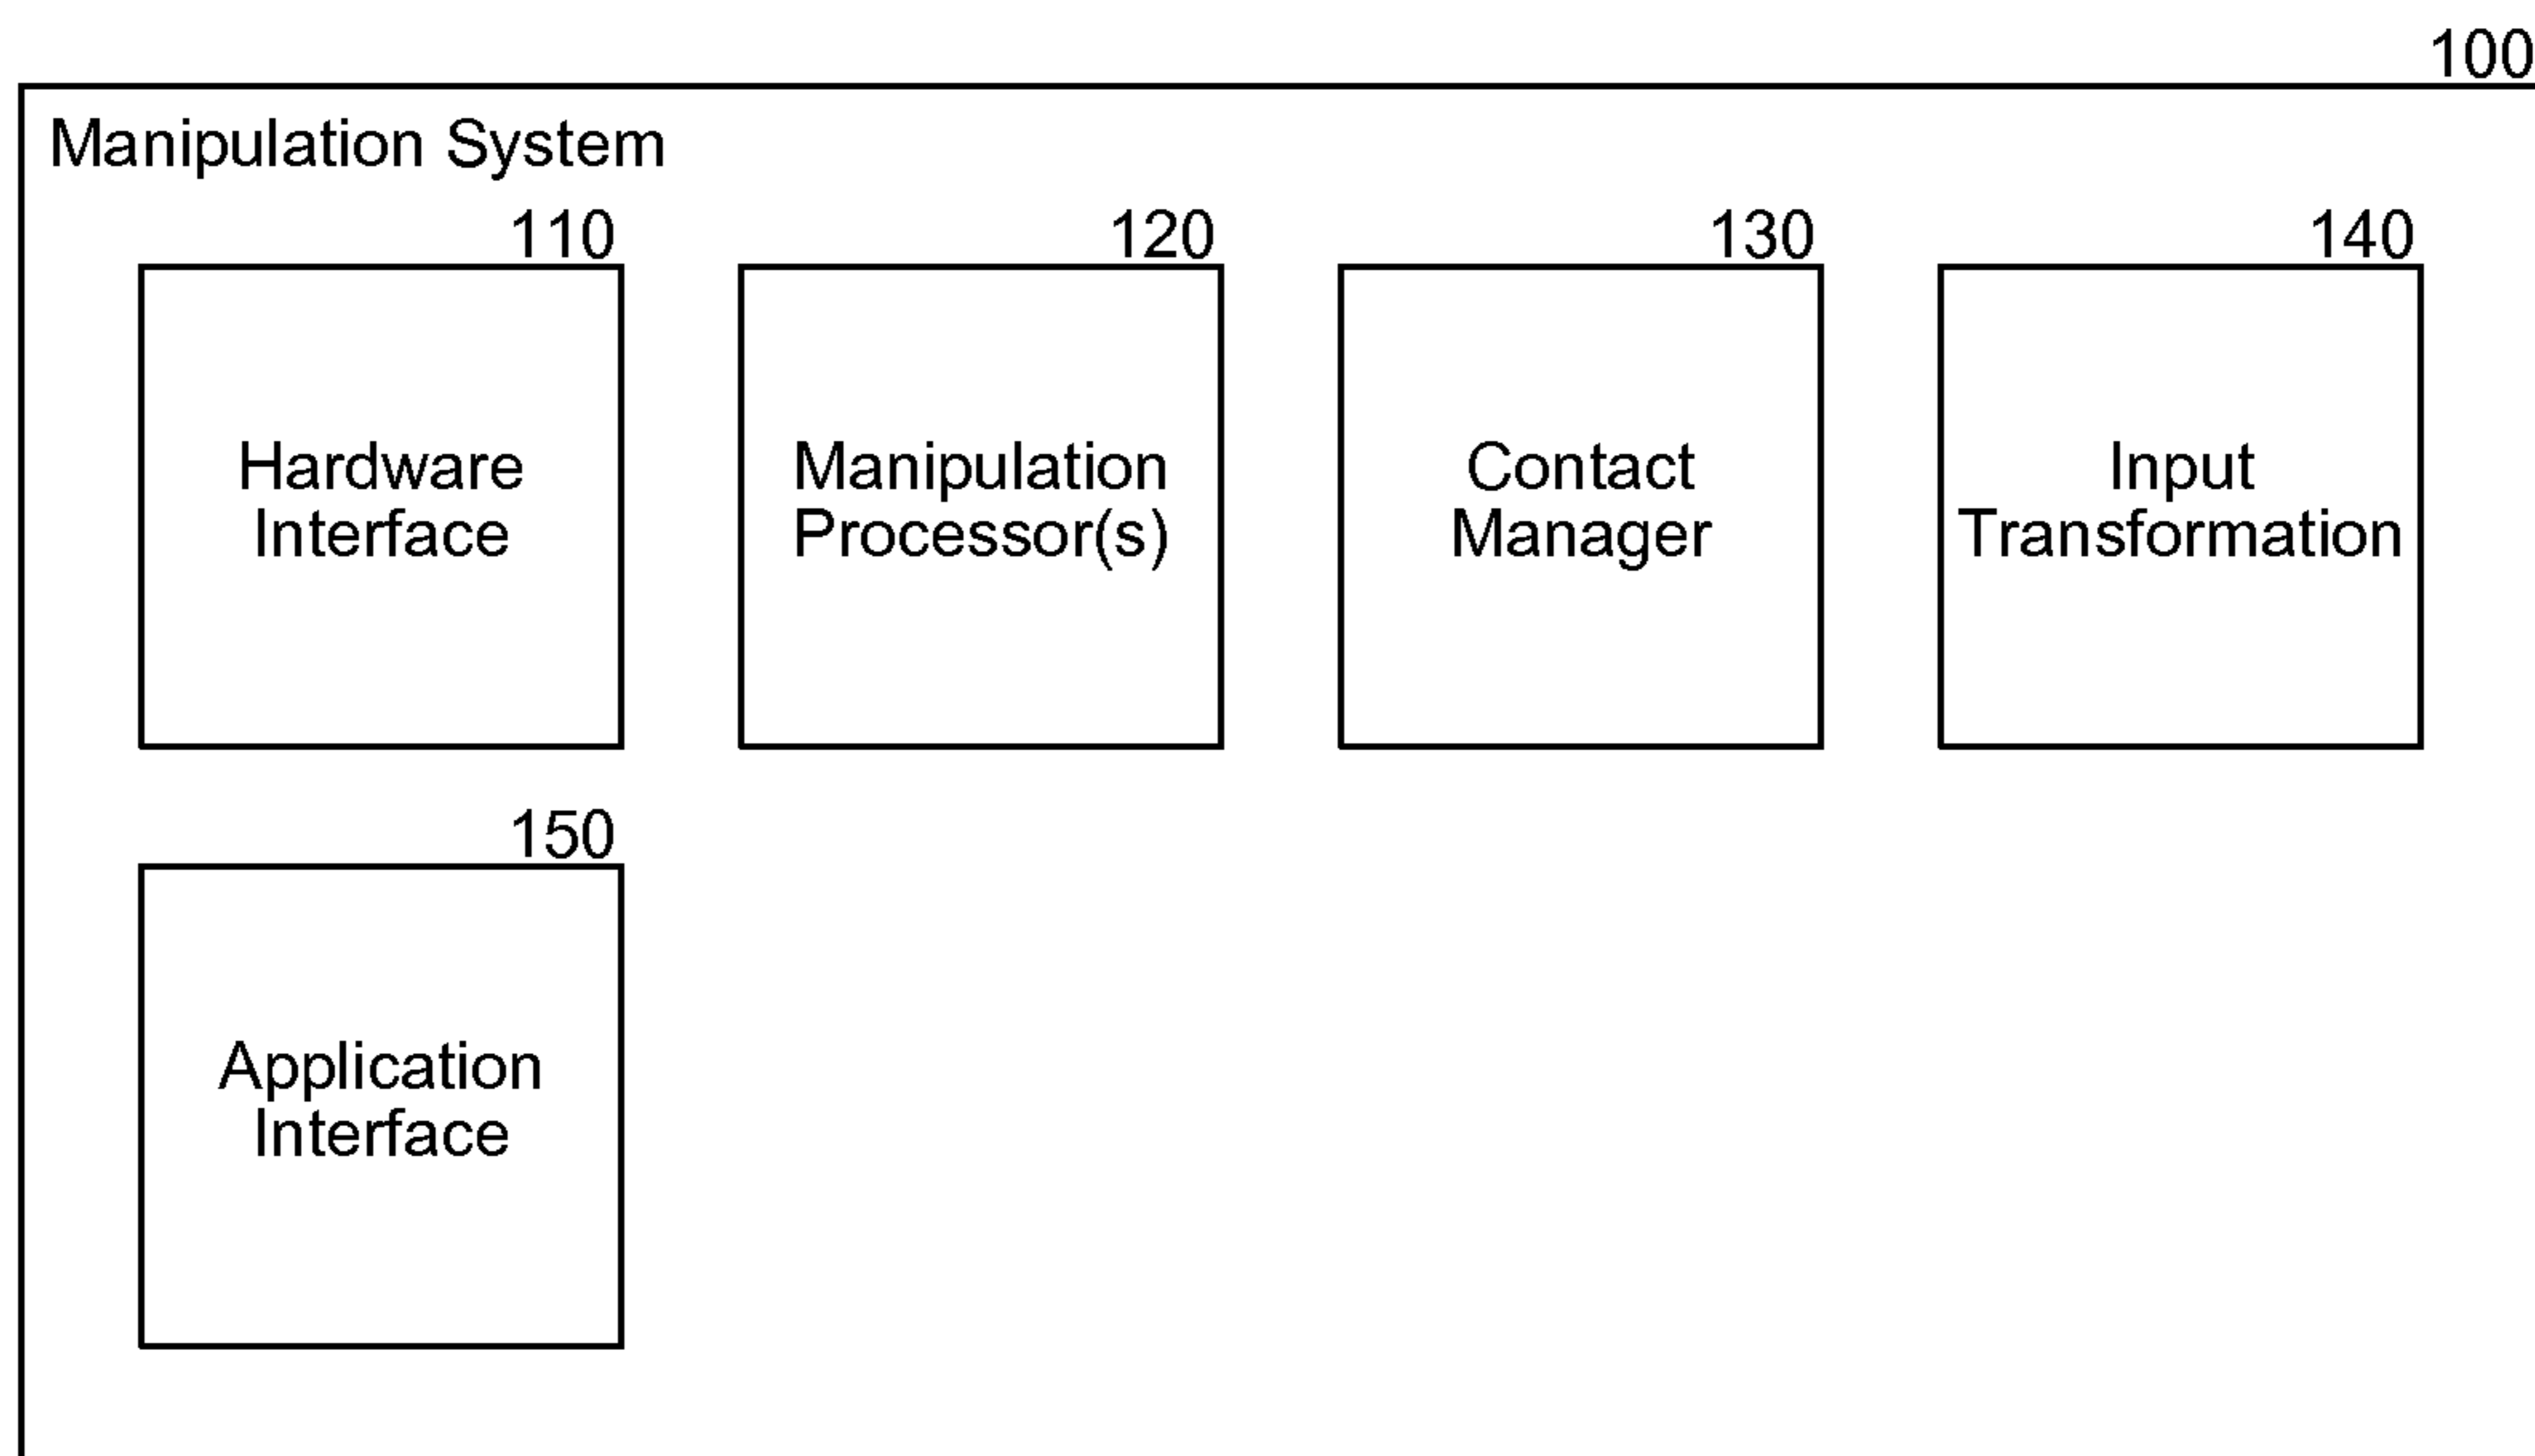 100
Manipulation System
110
120
130
140
Hardware
Interface
Manipulation
Processor(s)
Contact
Manager
Input
Transformation
150
Application
Interface